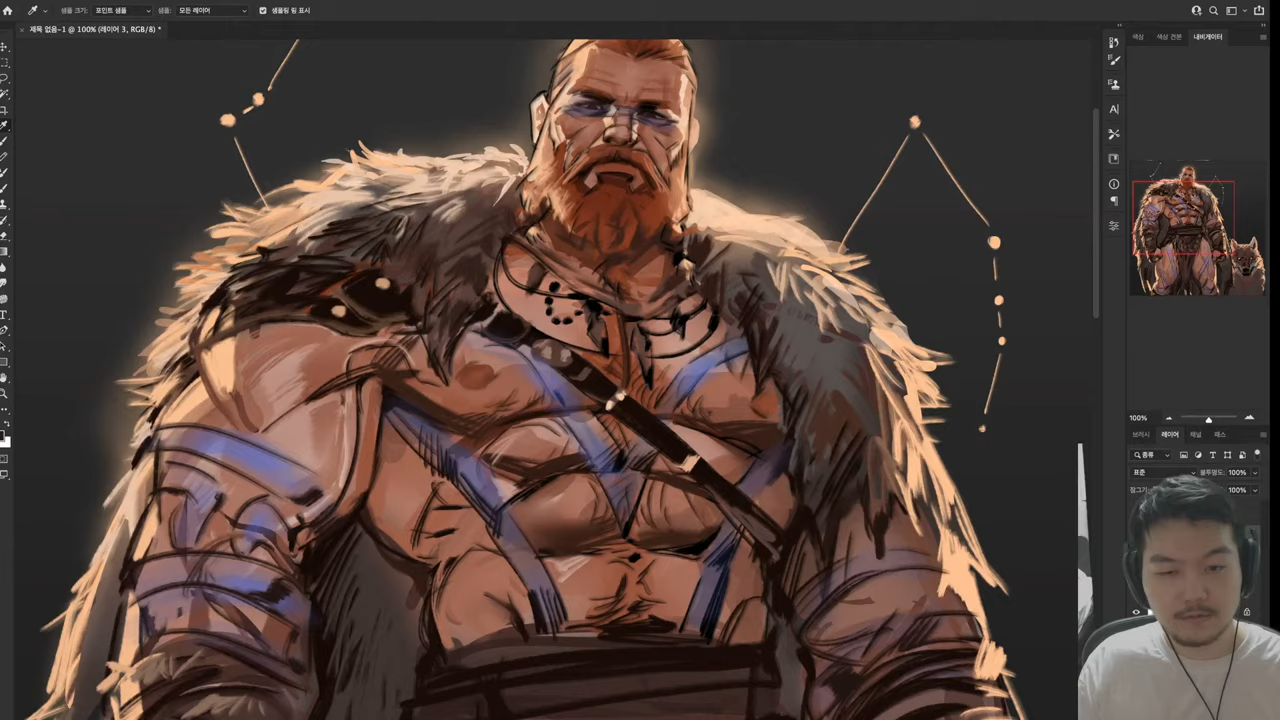 샘플 크기: 포인트 샘플 샘플: 모든 레이어 샘플링 링 표시
× 제목 없음-1 @ 100% (레이어 3, RGB/8) *
색상 색상 견본 내비게이터
100%
브러시 레이어 채널 패스
종류
표준 불투명도: 100%
잠그기: 100%